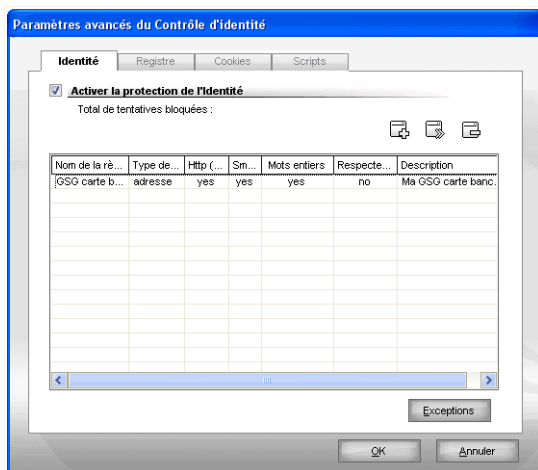 Paramètres avancés du Contrôle d'identité
Identité Registre Cookies Scripts
Activer la protection de l'Identité
Total de tentatives bloquées :
Nom de la rè... Type de... Http (... Sm... Mots entiers Respecte... Description
GSG carte b... adresse yes yes yes no Ma GSG carte banc.
Exceptions
OK Annuler